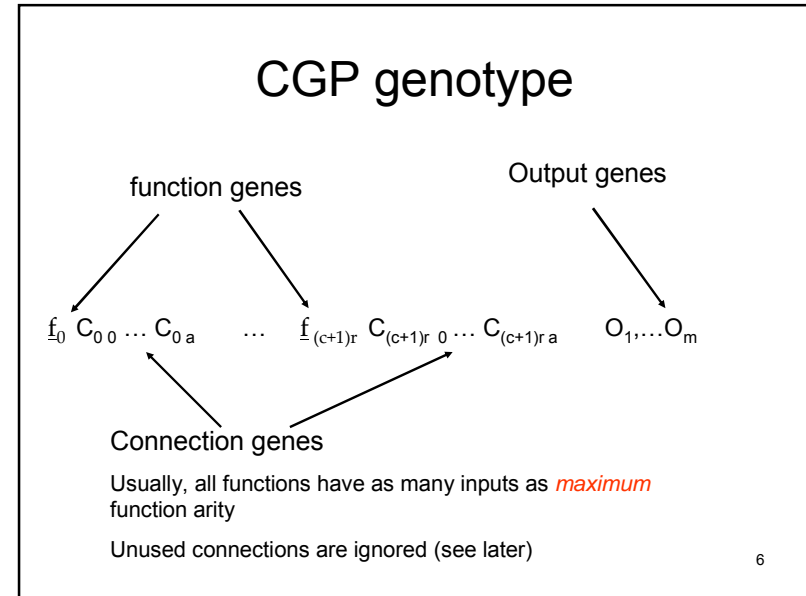 CGP genotype
function genes
Output genes
f₀ C₀ ₀ … C₀ ₐ … f ₍c₊₁₎r C₍c₊₁₎r ₀ … C₍c₊₁₎r ₐ O₁,…Oₘ
Connection genes
Usually, all functions have as many inputs as maximum
function arity
Unused connections are ignored (see later)
6